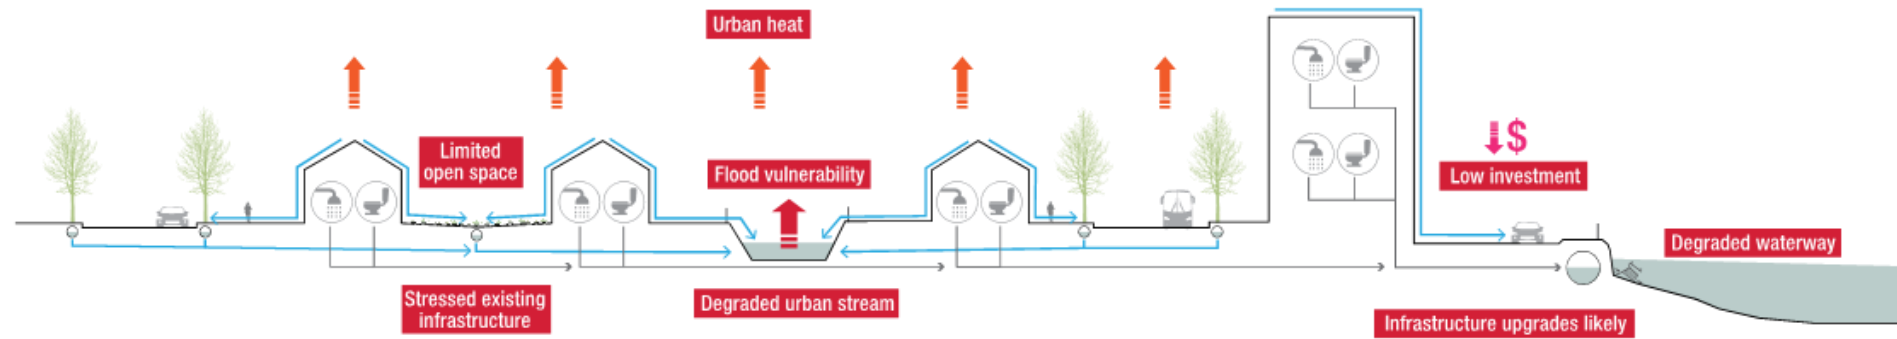 Urban heat
Limited
open space
Flood vulnerability
$
Low investment
Degraded waterway
Stressed existing
infrastructure
Degraded urban stream
Infrastructure upgrades likely